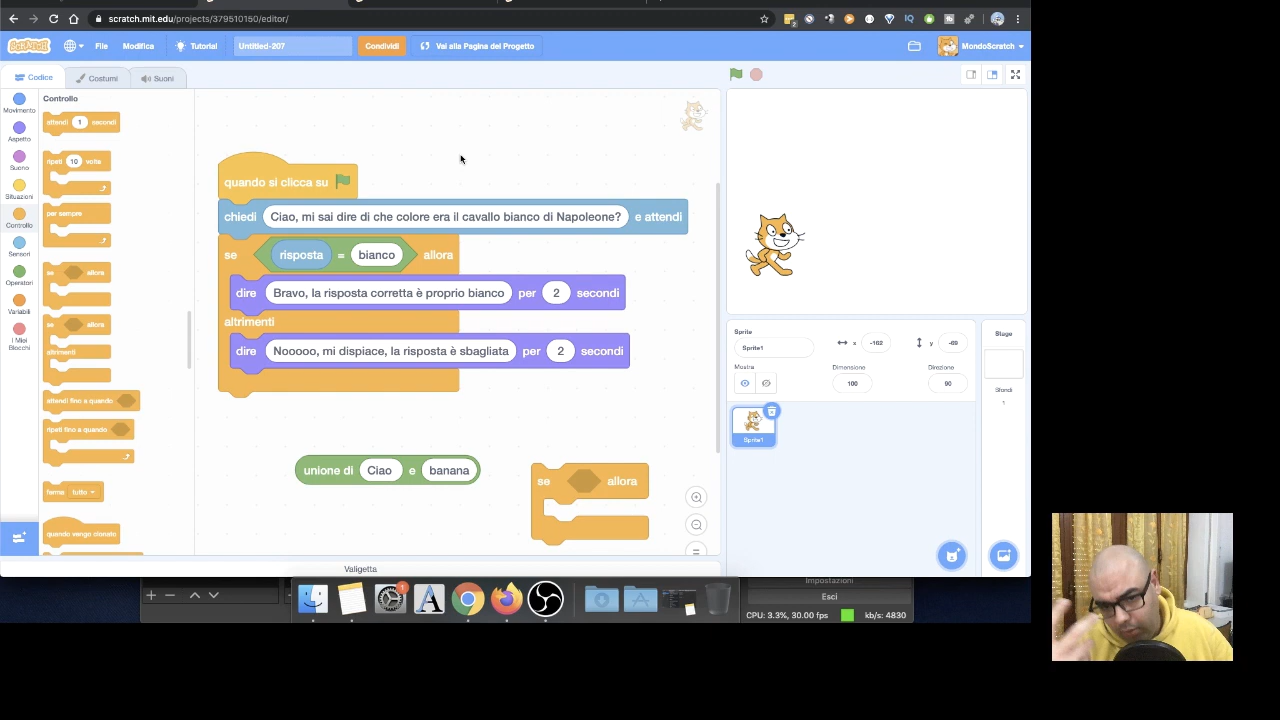 scratch.mit.edu/projects/379510150/editor/
SCRATCH
File
Modifica
Tutorial
Untitled-207
Condividi
Vai alla Pagina del Progetto
MondoScratch
Codice
Costumi
Suoni
Movimento
Aspetto
Suono
Situazioni
Controllo
Sensori
Operatori
Variabili
I Miei Blocchi
Controllo
attendi 1 secondi
ripeti 10 volte
per sempre
se allora
se allora
altrimenti
attendi fino a quando
ripeti fino a quando
ferma tutto
quando vengo clonato
quando si clicca su
chiedi Ciao, mi sai dire di che colore era il cavallo bianco di Napoleone? e attendi
se risposta = bianco allora
dire Bravo, la risposta corretta è proprio bianco per 2 secondi
altrimenti
dire Nooooo, mi dispiace, la risposta è sbagliata per 2 secondi
unione di Ciao e banana
se allora
Valigetta
Sprite
Sprite1
x -162
y -69
Mostra
Dimensione
100
Direzione
90
Sprite1
Stage
Sfondi
1
Impostazioni
Esci
CPU: 3.3%, 30.00 fps
kb/s: 4830